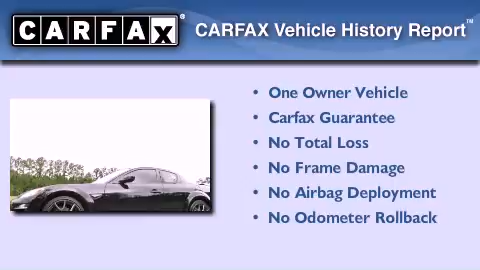 CARFAX® CARFAX Vehicle History Report™
• One Owner Vehicle
• Carfax Guarantee
• No Total Loss
• No Frame Damage
• No Airbag Deployment
• No Odometer Rollback